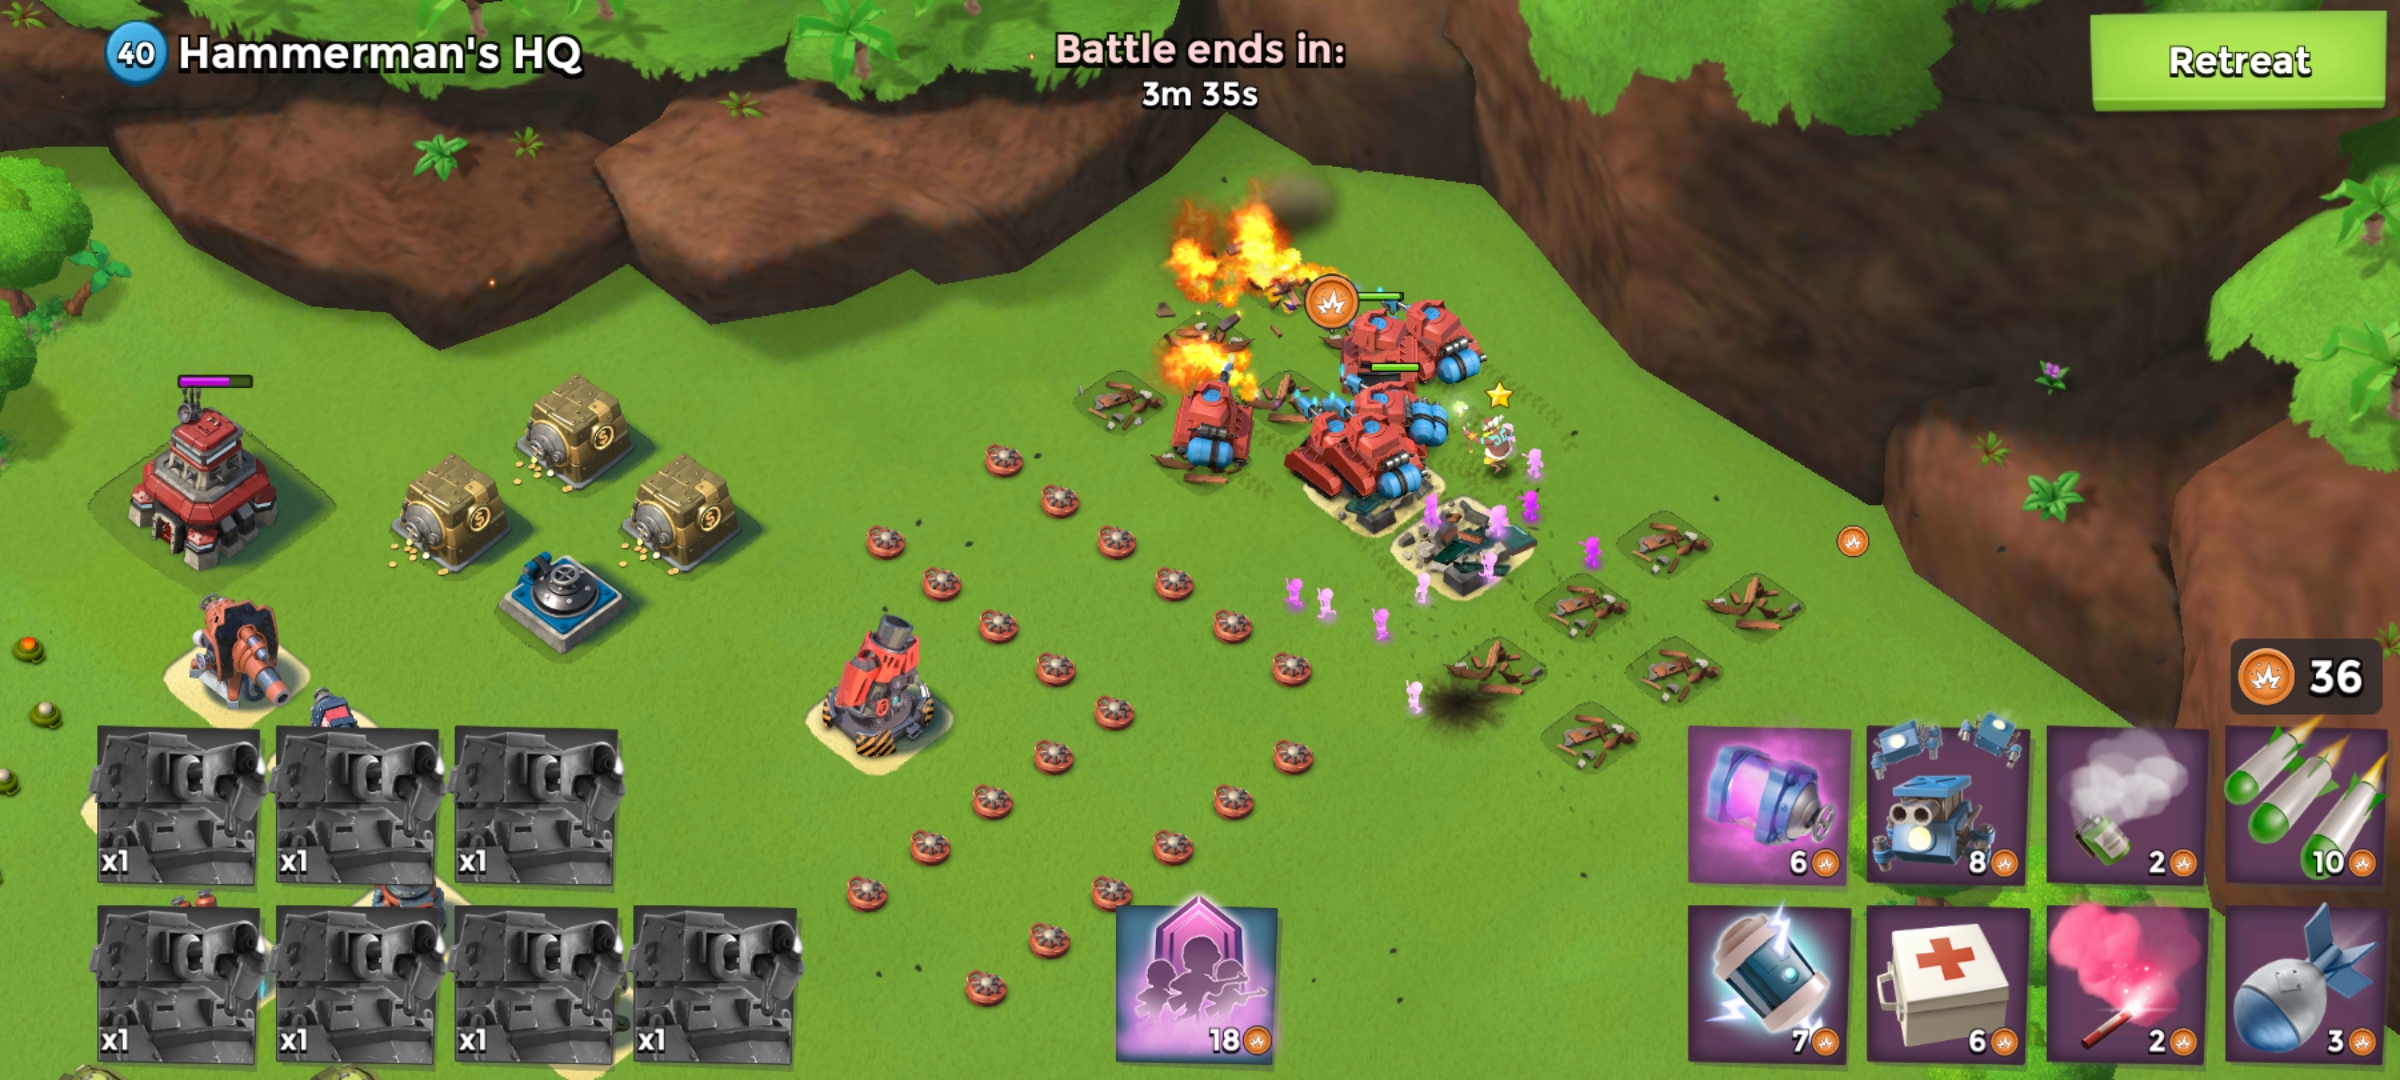 40 Hammerman's HQ
Battle ends in:
3m 35s
Retreat
36
x1 x1 x1
6 8 2 10
x1 x1 x1 x1
18
7 6 2 3